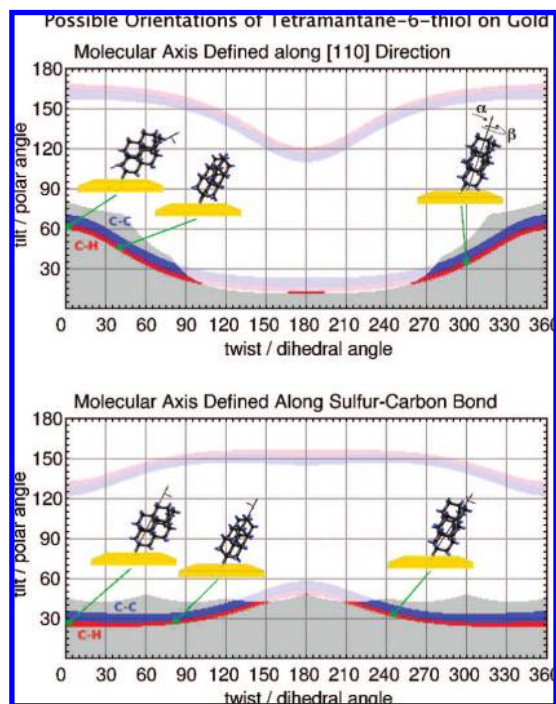 Possible Orientations of Tetramantane-6-thiol on Gold
Molecular Axis Defined along [110] Direction
180
150
120
90
60
30
tilt / polar angle
α
β
C-C
C-H
0 30 60 90 120 150 180 210 240 270 300 330 360
twist / dihedral angle
Molecular Axis Defined Along Sulfur-Carbon Bond
180
150
120
90
60
30
tilt / polar angle
C-C
C-H
0 30 60 90 120 150 180 210 240 270 300 330 360
twist / dihedral angle